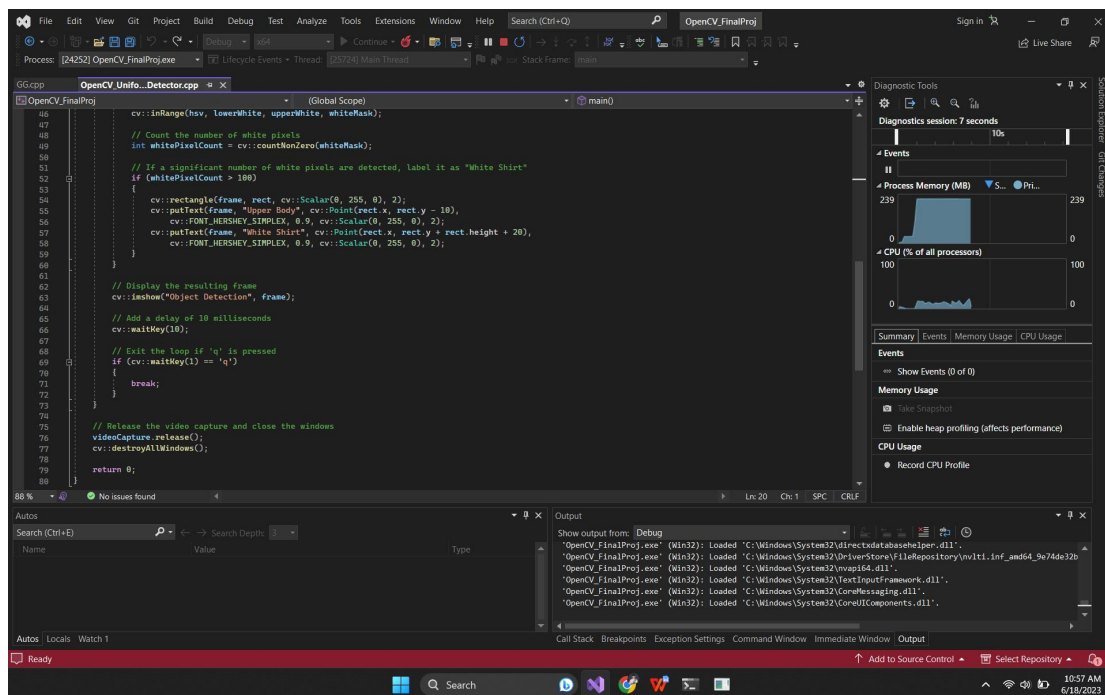 File Edit View Git Project Build Debug Test Analyze Tools Extensions Window Help Search (Ctrl+Q) OpenCV_FinalProj Sign in
Debug x64 Continue Live Share
Process: [24252] OpenCV_FinalProj.exe Lifecycle Events Thread: [25724] Main Thread Stack Frame: main
GG.cpp OpenCV_Unifo...Detector.cpp
OpenCV_FinalProj (Global Scope) main()
46 cv::inRange(hsv, lowerWhite, upperWhite, whiteMask);
47
48 // Count the number of white pixels
49 int whitePixelCount = cv::countNonZero(whiteMask);
50
51 // If a significant number of white pixels are detected, label it as "White Shirt"
52 if (whitePixelCount > 100)
53 {
54 cv::rectangle(frame, rect, cv::Scalar(0, 255, 0), 2);
55 cv::putText(frame, "Upper Body", cv::Point(rect.x, rect.y - 10),
56 cv::FONT_HERSHEY_SIMPLEX, 0.9, cv::Scalar(0, 255, 0), 2);
57 cv::putText(frame, "White Shirt", cv::Point(rect.x, rect.y + rect.height + 20),
58 cv::FONT_HERSHEY_SIMPLEX, 0.9, cv::Scalar(0, 255, 0), 2);
59 }
60 }
61
62 // Display the resulting frame
63 cv::imshow("Object Detection", frame);
64
65 // Add a delay of 10 milliseconds
66 cv::waitKey(10);
67
68 // Exit the loop if 'q' is pressed
69 if (cv::waitKey(1) == 'q')
70 {
71 break;
72 }
73 }
74
75 // Release the video capture and close the windows
76 videoCapture.release();
77 cv::destroyAllWindows();
78
79 return 0;
80 }
88 % No issues found Ln: 20 Ch: 1 SPC CRLF
Diagnostic Tools
Diagnostics session: 7 seconds
10s
Events
Process Memory (MB) S... Pri...
239 239
0 0
CPU (% of all processors)
100 100
0 0
Summary Events Memory Usage CPU Usage
Events
Show Events (0 of 0)
Memory Usage
Take Snapshot
Enable heap profiling (affects performance)
CPU Usage
Record CPU Profile
Solution Explorer
Git Changes
Autos
Search (Ctrl+E) Search Depth: 3
Name Value Type
Autos Locals Watch 1
Output
Show output from: Debug
'OpenCV_FinalProj.exe' (Win32): Loaded 'C:\Windows\System32\directxdatabasehelper.dll'.
'OpenCV_FinalProj.exe' (Win32): Loaded 'C:\Windows\System32\DriverStore\FileRepository\nvlti.inf_amd64_9e74de32b
'OpenCV_FinalProj.exe' (Win32): Loaded 'C:\Windows\System32\nvapi64.dll'.
'OpenCV_FinalProj.exe' (Win32): Loaded 'C:\Windows\System32\TextInputFramework.dll'.
'OpenCV_FinalProj.exe' (Win32): Loaded 'C:\Windows\System32\CoreMessaging.dll'.
'OpenCV_FinalProj.exe' (Win32): Loaded 'C:\Windows\System32\CoreUIComponents.dll'.
Call Stack Breakpoints Exception Settings Command Window Immediate Window Output
Ready Add to Source Control Select Repository
Search 10:57 AM
6/18/2023